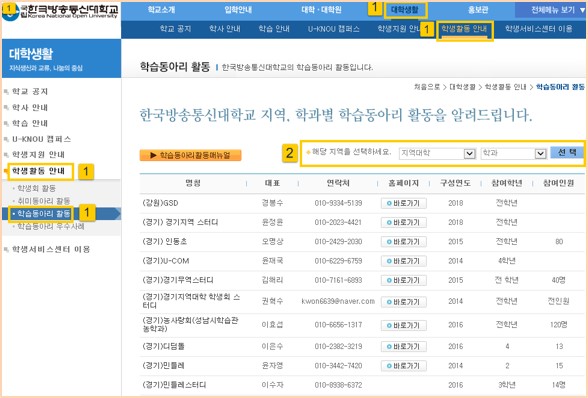 1
한국방송통신대학교
Korea National Open University
학교소개 입학안내 대학·대학원 1 대학생활 홍보관 전체메뉴 보기
학교 공지 학사 안내 학습 안내 U-KNOU 캠퍼스 학생지원 안내 1 학생활동 안내 학생서비스센터 이용
대학생활
지식생산과 교류, 나눔의 중심
학교 공지
학사 안내
학습 안내
U-KNOU 캠퍼스
학생지원 안내
학생활동 안내 1
학생회 활동
취미동아리 활동
학습동아리 활동 1
학습동아리 우수사례
학생서비스센터 이용
학습동아리 활동 한국방송통신대학교의 학습동아리 활동입니다.
처음으로 > 대학생활 > 학생활동 안내 > 학습동아리 활동
한국방송통신대학교 지역, 학과별 학습동아리 활동을 알려드립니다.
학습동아리활동매뉴얼
2 해당 지역을 선택하세요. 지역대학 학과 선택
명칭 대표 연락처 홈페이지 구성연도 참여학년 참여인원
(강원)GSD 경봉수 010-9334-5139 바로가기 2018 전학년
(경기) 경기지역 스터디 윤정윤 010-2023-4421 바로가기 2018 전학년
(경기) 인동초 오명상 010-2429-2030 바로가기 2015 전학년 80
(경기)U-COM 윤재국 010-6229-6759 바로가기 2014 4학년
(경기)경기무역스터디 김해리 010-7161-6893 바로가기 2015 전 학년 40명
(경기)경기지역대학 학생회 스터디 권혁수 kwon6639@naver.com 바로가기 2014 전학년 전인원
(경기)농사랑회(성남시학습관 농학과) 이효섭 010-6656-1317 바로가기 2016 전학년 120명
(경기)디딤돌 이은수 010-2382-3219 바로가기 2016 4 13
(경기)민들레 윤자영 010-3442-7420 바로가기 2014 2 15
(경기)민들레스터디 이수자 010-8938-6372 2016 3학년 14명